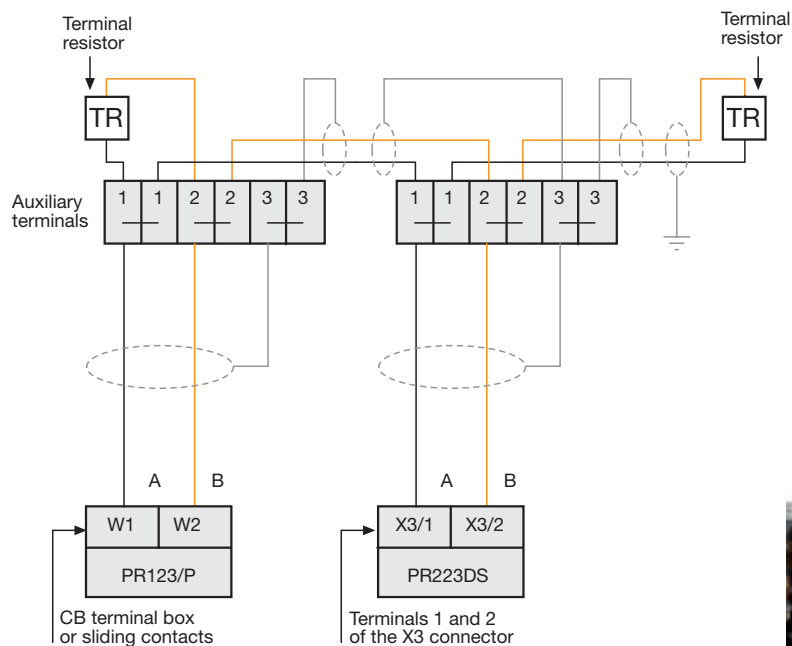 Terminal
resistor
Terminal
resistor
TR
TR
Auxiliary
terminals
1 1 2 2 3 3
1 1 2 2 3 3
A B
A B
W1 W2
X3/1 X3/2
PR123/P
PR223DS
CB terminal box
or sliding contacts
Terminals 1 and 2
of the X3 connector